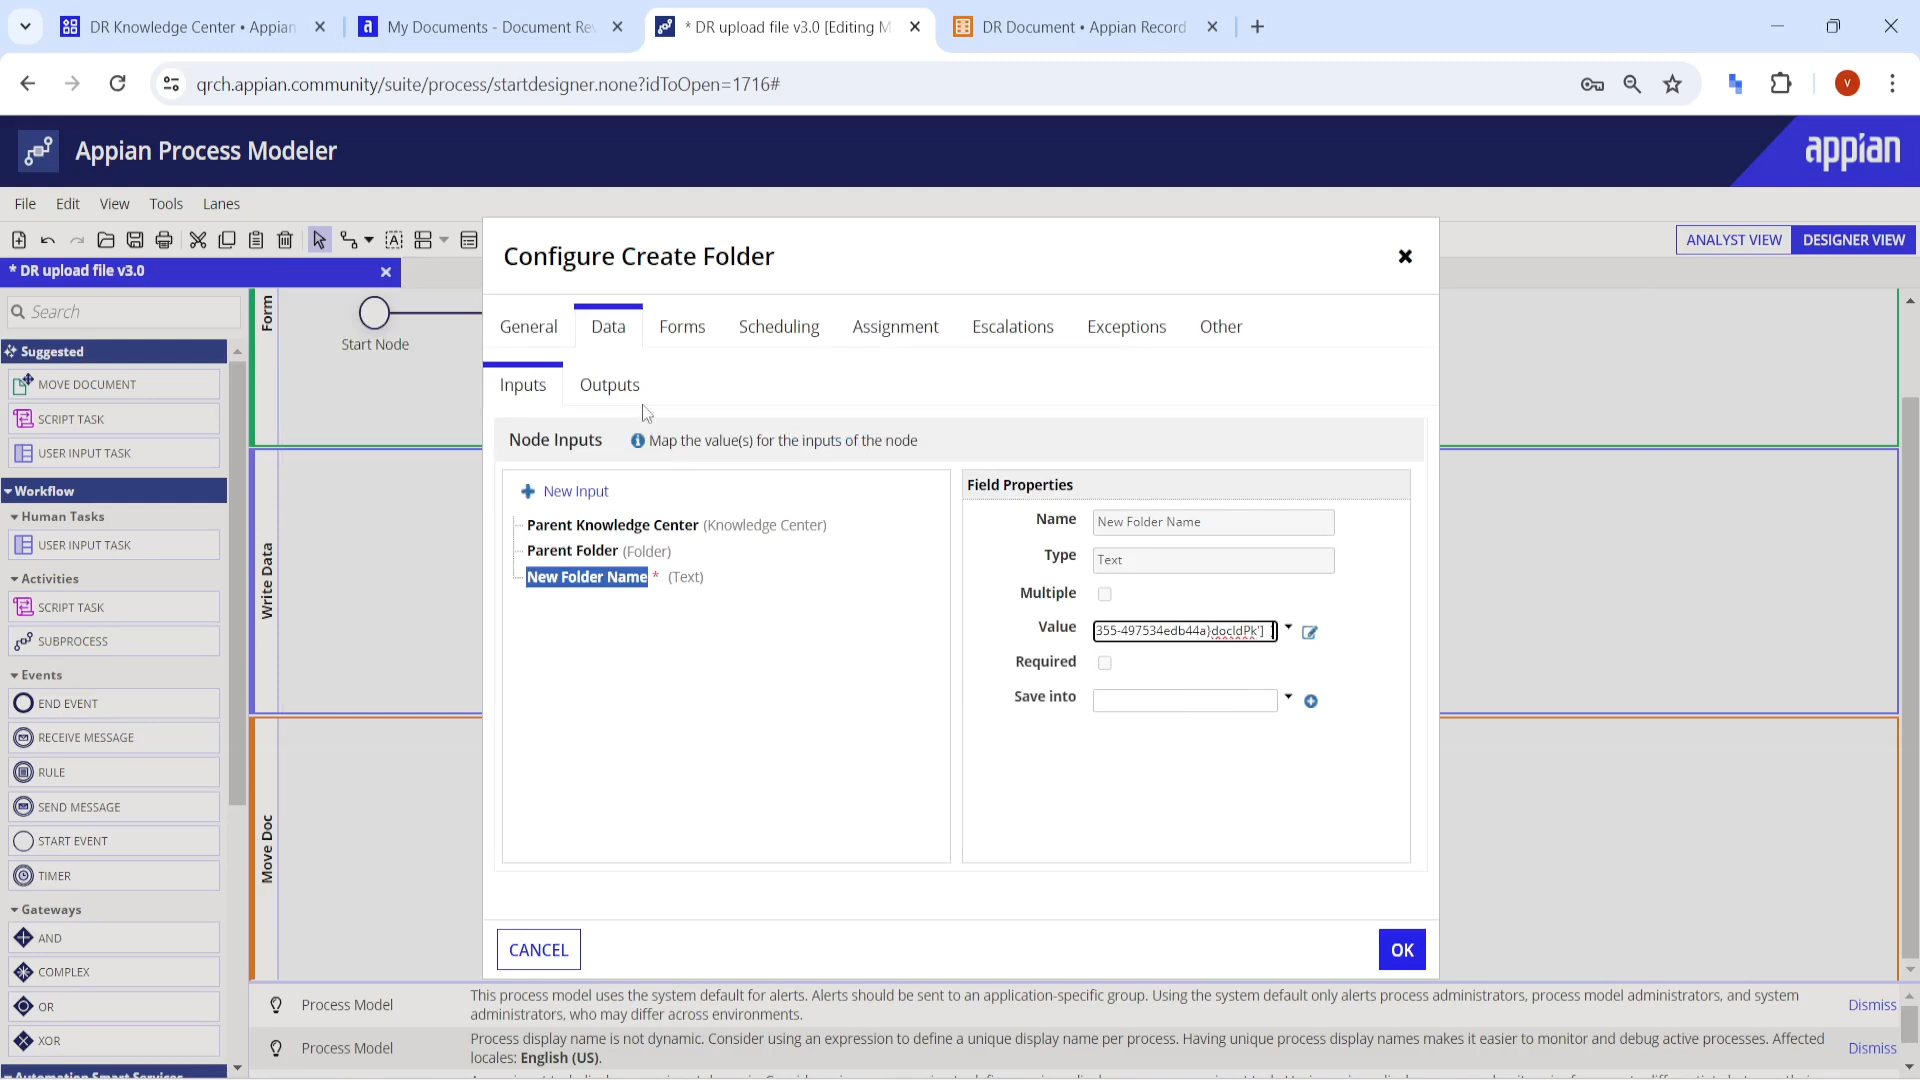 DR Knowledge Center • Appian
My Documents - Document Re
* DR upload file v3.0 [Editing M
DR Document • Appian Record
qrch.appian.community/suite/process/startdesigner.none?idToOpen=1716#
V
Appian Process Modeler
appian
File Edit View Tools Lanes
ANALYST VIEW DESIGNER VIEW
* DR upload file v3.0
Search
Suggested
MOVE DOCUMENT
SCRIPT TASK
USER INPUT TASK
Workflow
Human Tasks
USER INPUT TASK
Activities
SCRIPT TASK
SUBPROCESS
Events
END EVENT
RECEIVE MESSAGE
RULE
SEND MESSAGE
START EVENT
TIMER
Gateways
AND
COMPLEX
OR
XOR
Automation Smart Services
Form
Start Node
Write Data
Move Doc
Configure Create Folder
General Data Forms Scheduling Assignment Escalations Exceptions Other
Inputs Outputs
Node Inputs Map the value(s) for the inputs of the node
New Input
Parent Knowledge Center (Knowledge Center)
Parent Folder (Folder)
New Folder Name * (Text)
Field Properties
Name New Folder Name
Type Text
Multiple
Value 355-497534edb44a}docIdPk']
Required
Save into
CANCEL
OK
Process Model
This process model uses the system default for alerts. Alerts should be sent to an application-specific group. Using the system default only alerts process administrators, process model administrators, and system
administrators, who may differ across environments.
Dismiss
Process Model
Process display name is not dynamic. Consider using an expression to define a unique display name per process. Having unique process display names makes it easier to monitor and debug active processes. Affected
locales: English (US).
Dismiss